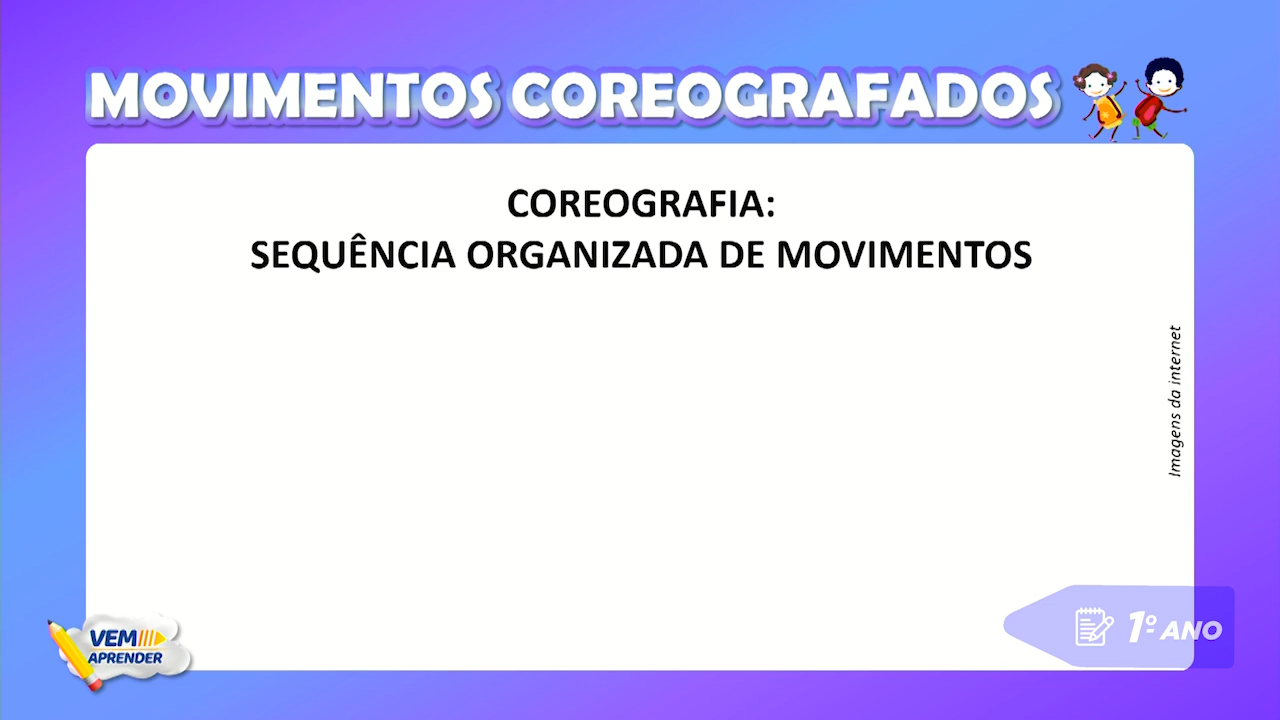 MOVIMENTOS COREOGRAFADOS
COREOGRAFIA:
SEQUÊNCIA ORGANIZADA DE MOVIMENTOS
Imagens da internet
VEM
APRENDER
1º ANO